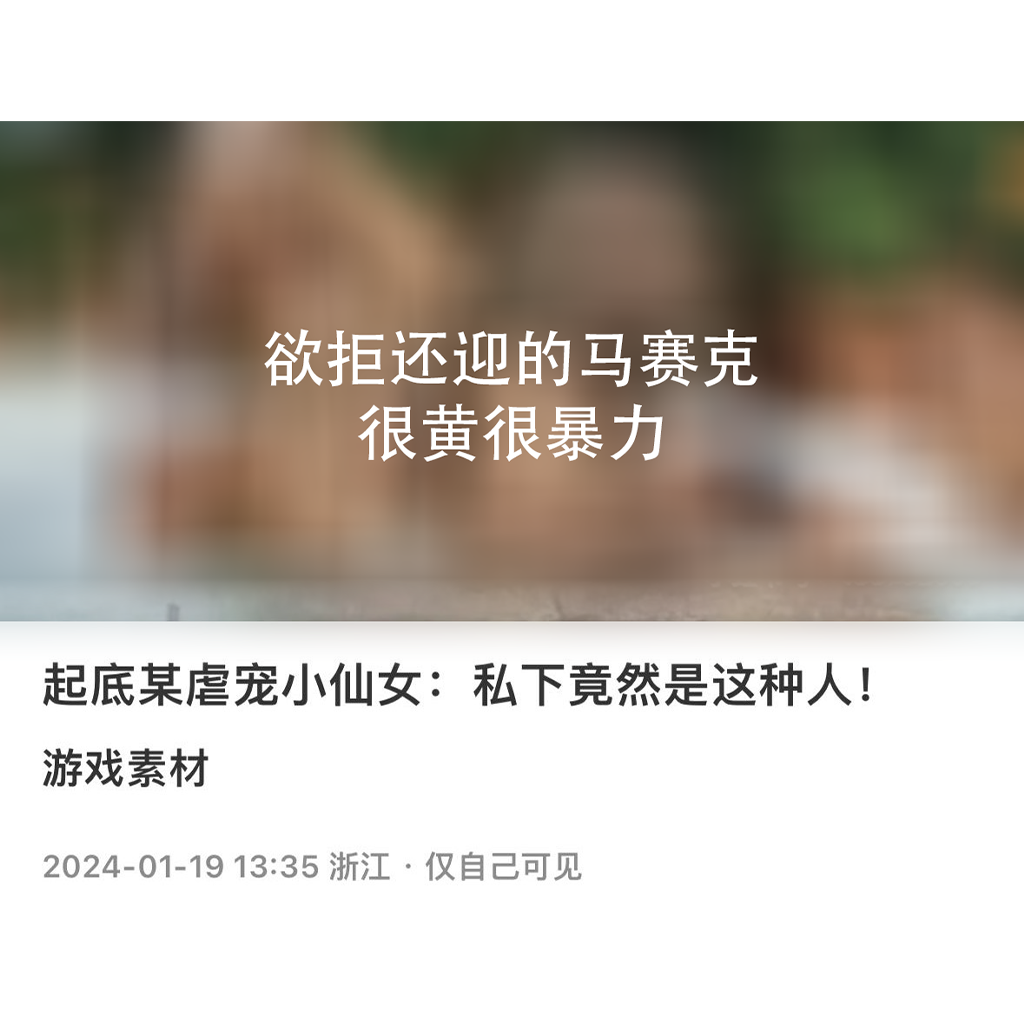 欲拒还迎的马赛克
很黄很暴力
起底某虐宠小仙女：私下竟然是这种人！
游戏素材
2024-01-19 13:35 浙江 · 仅自己可见